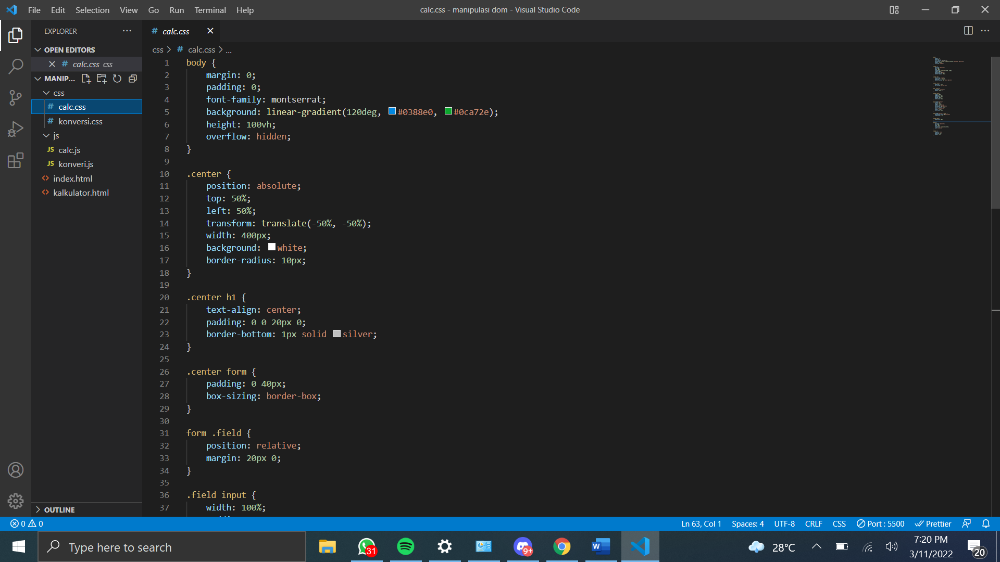 File Edit Selection View Go Run Terminal Help
calc.css - manipulasi dom - Visual Studio Code
EXPLORER
OPEN EDITORS
# calc.css css
MANIP...
css
# calc.css
# konversi.css
js
JS calc.js
JS konveri.js
<> index.html
<> kalkulator.html
OUTLINE
# calc.css
css > # calc.css > ...
1 body {
2     margin: 0;
3     padding: 0;
4     font-family: montserrat;
5     background: linear-gradient(120deg, #0388e0, #0ca72e);
6     height: 100vh;
7     overflow: hidden;
8 }
9
10 .center {
11     position: absolute;
12     top: 50%;
13     left: 50%;
14     transform: translate(-50%, -50%);
15     width: 400px;
16     background: white;
17     border-radius: 10px;
18 }
19
20 .center h1 {
21     text-align: center;
22     padding: 0 0 20px 0;
23     border-bottom: 1px solid silver;
24 }
25
26 .center form {
27     padding: 0 40px;
28     box-sizing: border-box;
29 }
30
31 form .field {
32     position: relative;
33     margin: 20px 0;
34 }
35
36 .field input {
37     width: 100%;
0 0
Ln 63, Col 1 Spaces: 4 UTF-8 CRLF CSS Port : 5500 Prettier
Type here to search
31
9+
W
28°C
7:20 PM
3/11/2022
20